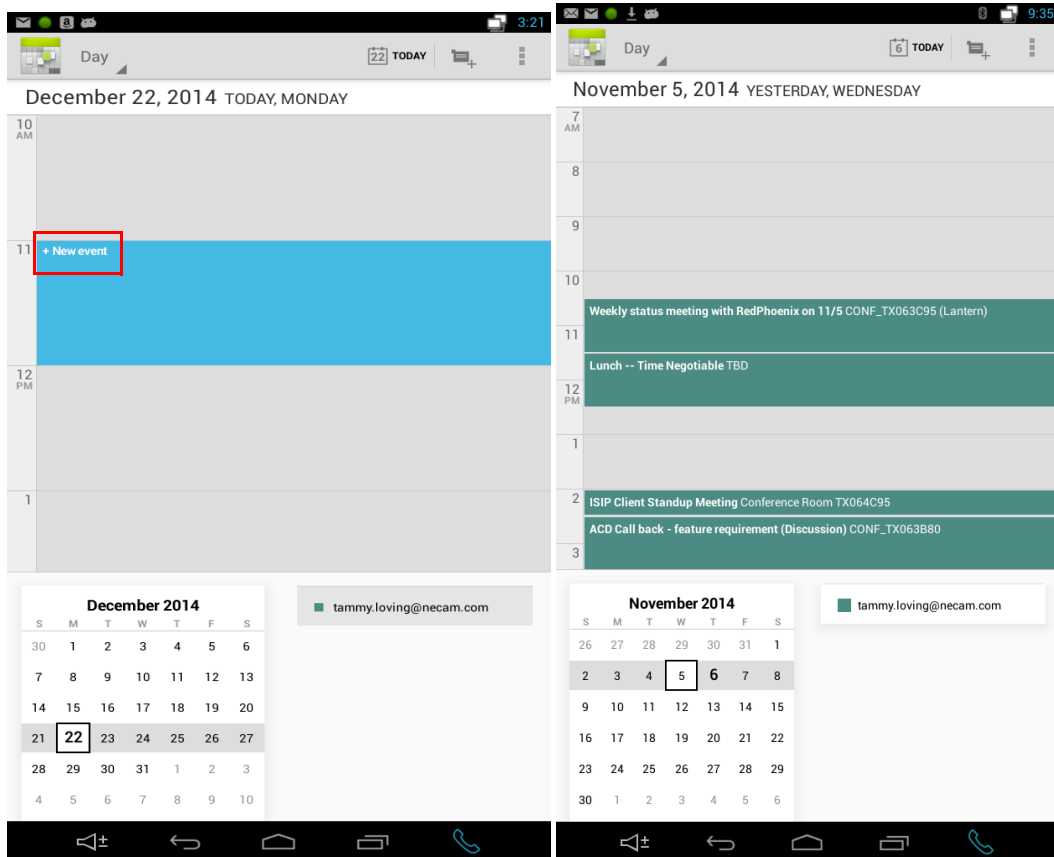 3:21
Day
22 TODAY
December 22, 2014 TODAY, MONDAY
10
AM
11 + New event
12
PM
1
December 2014
S M T W T F S
30 1 2 3 4 5 6
7 8 9 10 11 12 13
14 15 16 17 18 19 20
21 22 23 24 25 26 27
28 29 30 31 1 2 3
4 5 6 7 8 9 10
tammy.loving@necam.com
9:35
Day
6 TODAY
November 5, 2014 YESTERDAY, WEDNESDAY
7
AM
8
9
10
Weekly status meeting with RedPhoenix on 11/5 CONF_TX063C95 (Lantern)
11
Lunch -- Time Negotiable TBD
12
PM
1
2 ISIP Client Standup Meeting Conference Room TX064C95
ACD Call back - feature requirement (Discussion) CONF_TX063B80
3
November 2014
S M T W T F S
26 27 28 29 30 31 1
2 3 4 5 6 7 8
9 10 11 12 13 14 15
16 17 18 19 20 21 22
23 24 25 26 27 28 29
30 1 2 3 4 5 6
tammy.loving@necam.com